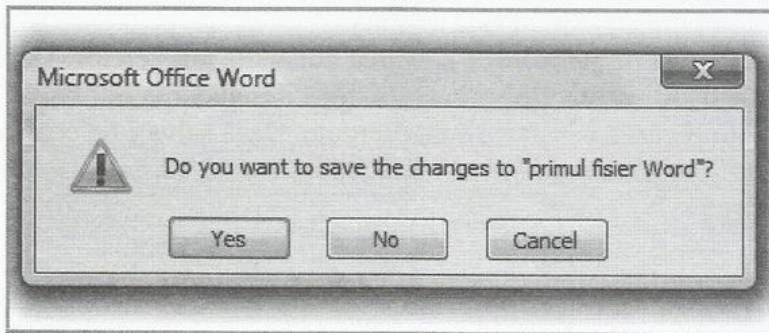 Microsoft Office Word
X
Do you want to save the changes to "primul fisier Word"?
Yes No Cancel